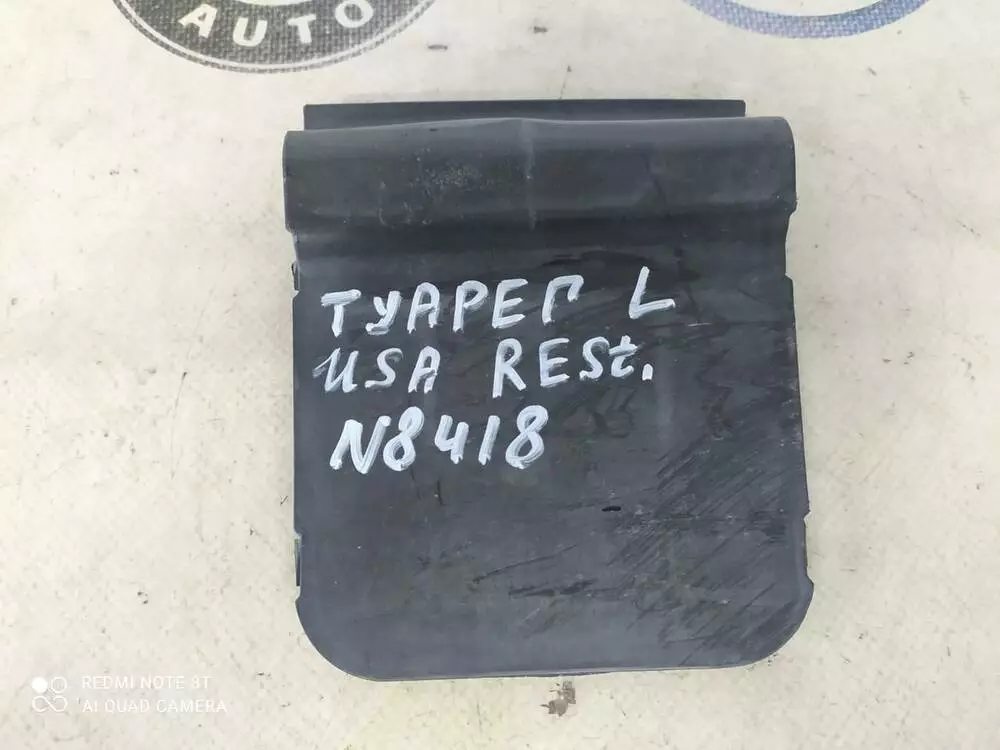 AUTO
ТУАРЕГ L
USA RESt.
N8418
REDMI NOTE 8T
AI QUAD CAMERA